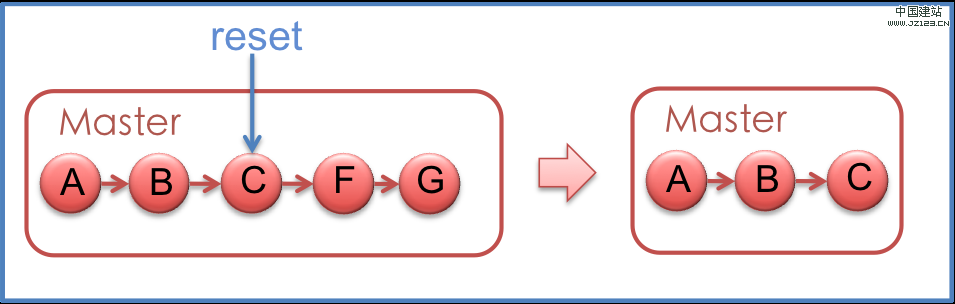 中国建站
WWW.JZ123.CN
reset
Master
A B C F G
Master
A B C